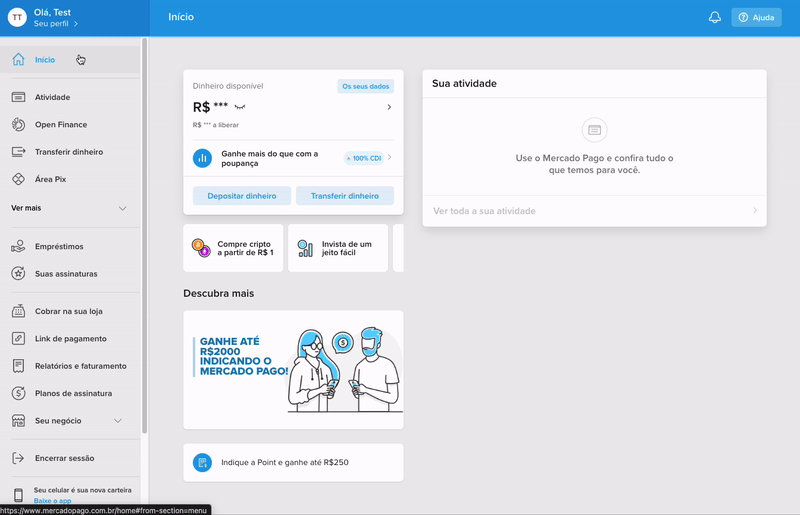 TT
Olá, Test
Seu perfil
Início
Ajuda
Início
Atividade
Open Finance
Transferir dinheiro
Área Pix
Ver mais
Empréstimos
Suas assinaturas
Cobrar na sua loja
Link de pagamento
Relatórios e faturamento
Planos de assinatura
Seu negócio
Encerrar sessão
Seu celular é sua nova carteira
Baixe o app
https://www.mercadopago.com.br/home#from-section=menu
Dinheiro disponível
Os seus dados
R$ ***
R$ *** a liberar
Ganhe mais do que com a
poupança
+ 100% CDI
Depositar dinheiro
Transferir dinheiro
Compre cripto
a partir de R$ 1
Invista de um
jeito fácil
Descubra mais
GANHE ATÉ
R$2000
INDICANDO O
MERCADO PAGO!
$
Indique a Point e ganhe até R$250
Sua atividade
Use o Mercado Pago e confira tudo o
que temos para você.
Ver toda a sua atividade